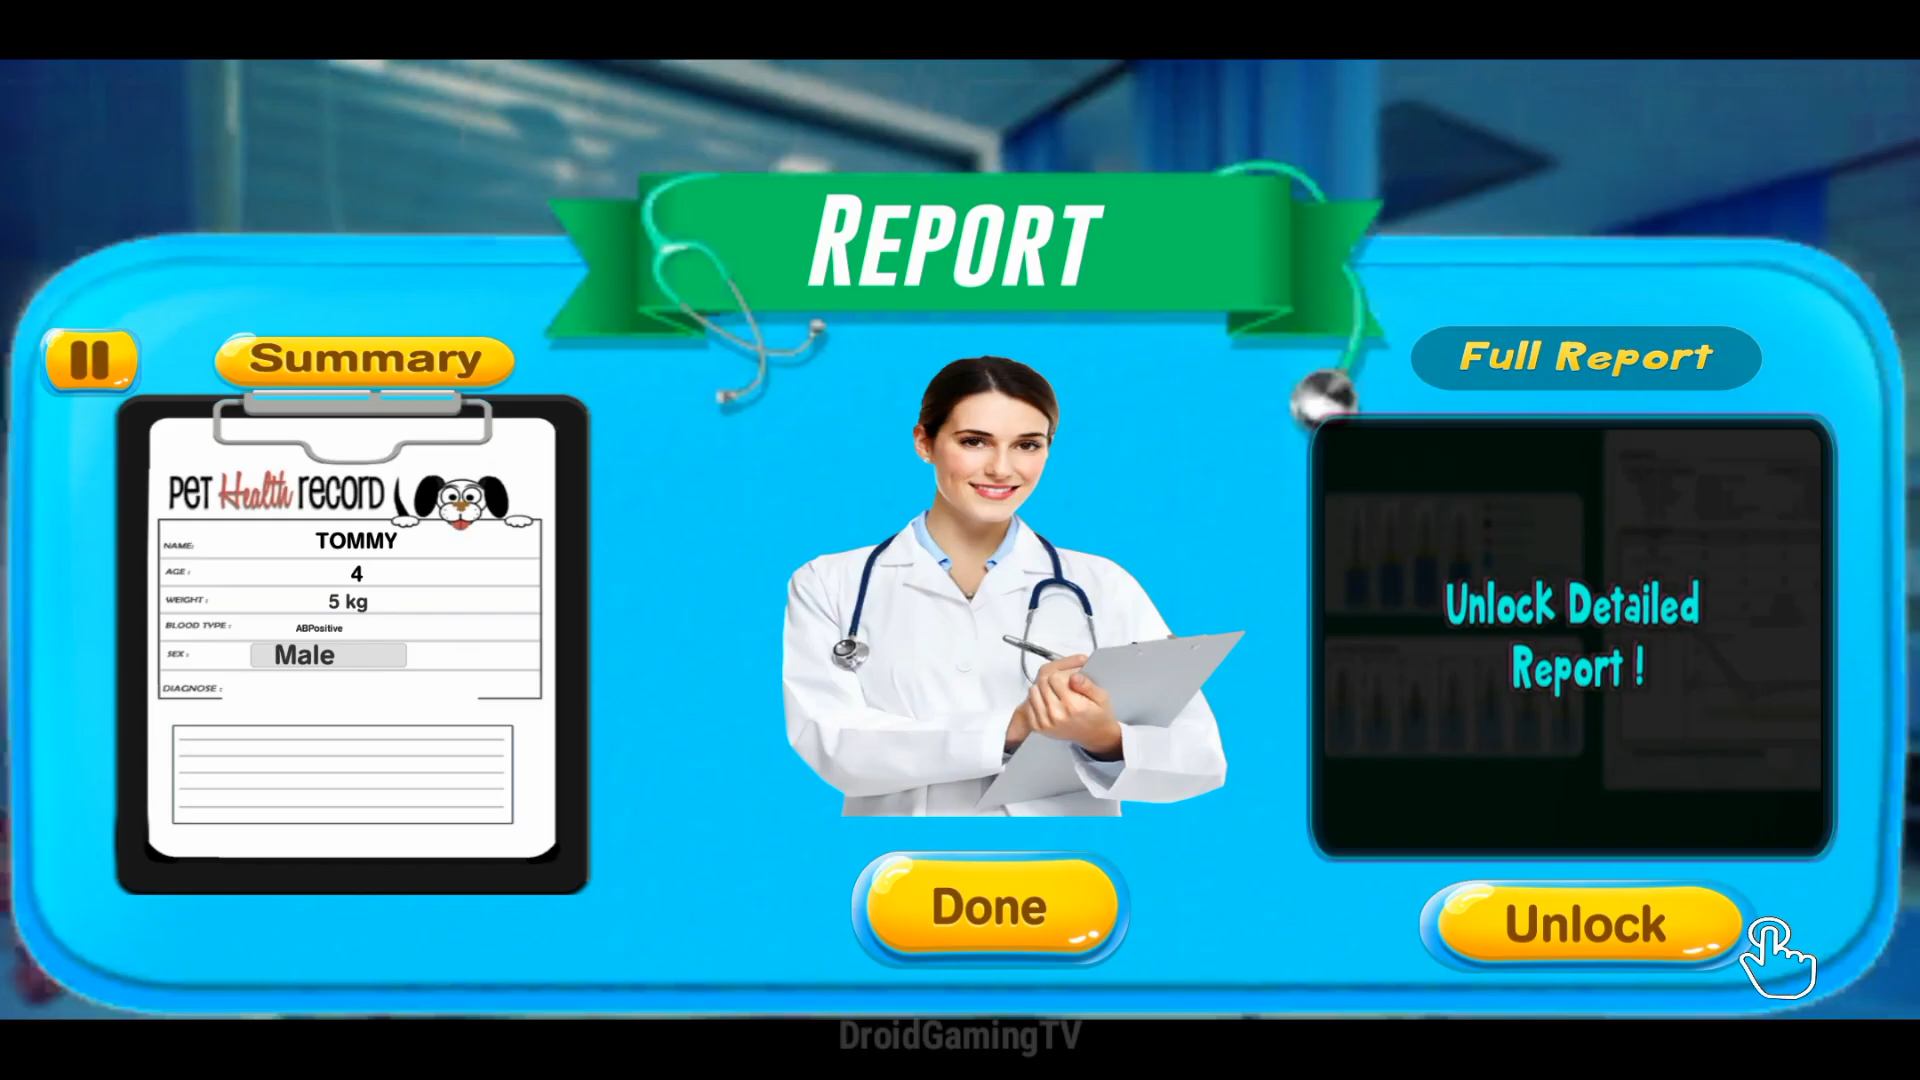 REPORT
Summary
Full Report
PET Health RECORD
NAME: TOMMY
AGE : 4
WEIGHT : 5 kg
BLOOD TYPE : ABPositive
SEX : Male
DIAGNOSE :
Unlock Detailed
Report !
Done
Unlock
DroidGamingTV